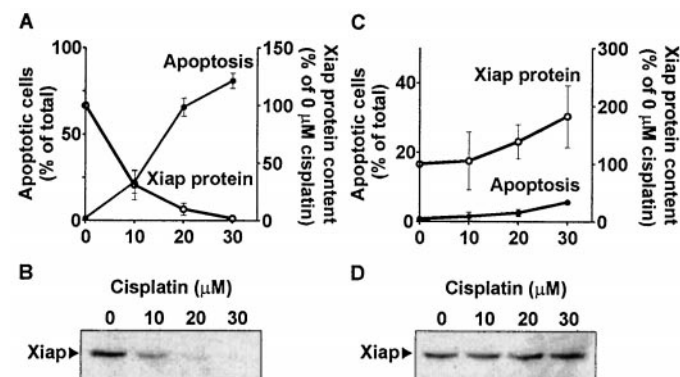 A
C
100
75
50
25
0
Apoptotic cells
(% of total)
Apoptosis
Xiap protein
150
100
50
0
Xiap protein content
(% of 0 μM cisplatin)
0 10 20 30
40
20
0
Apoptotic cells
(% of total)
Xiap protein
Apoptosis
300
200
100
0
Xiap protein content
(% of 0 μM cisplatin)
0 10 20 30
B
Cisplatin (μM)
0 10 20 30
Xiap
D
Cisplatin (μM)
0 10 20 30
Xiap